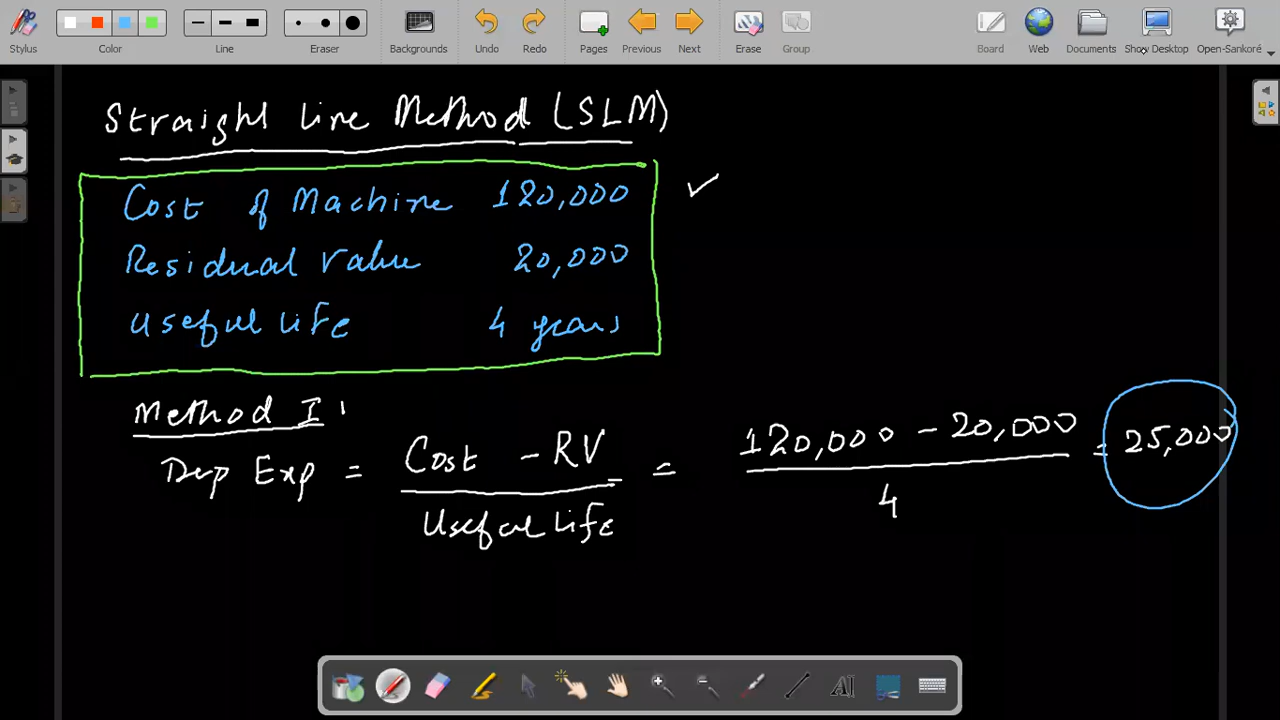 Stylus Color Line Eraser Backgrounds Undo Redo Pages Previous Next Erase Group Board Web Documents Show Desktop Open-Sankoré
Straight Line Method (SLM)
Cost of Machine 120,000
Residual Value 20,000
Useful Life 4 years
Method I:
Dep Exp = Cost - RV / Useful Life = 120,000 - 20,000 / 4 = 25,000
AI